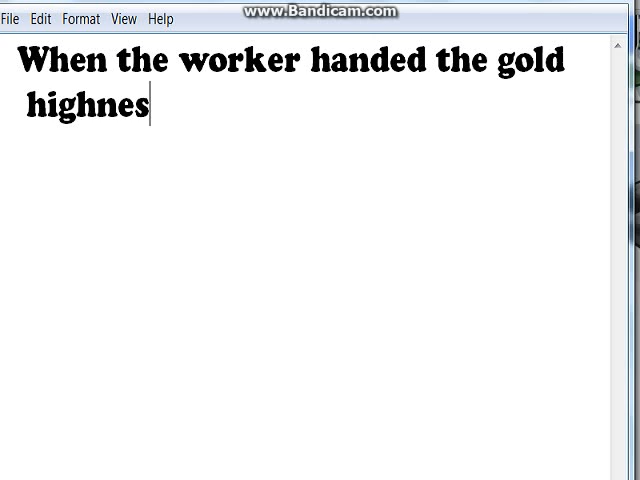 www.Bandicam.com
File Edit Format View Help
When the worker handed the gold
highnes